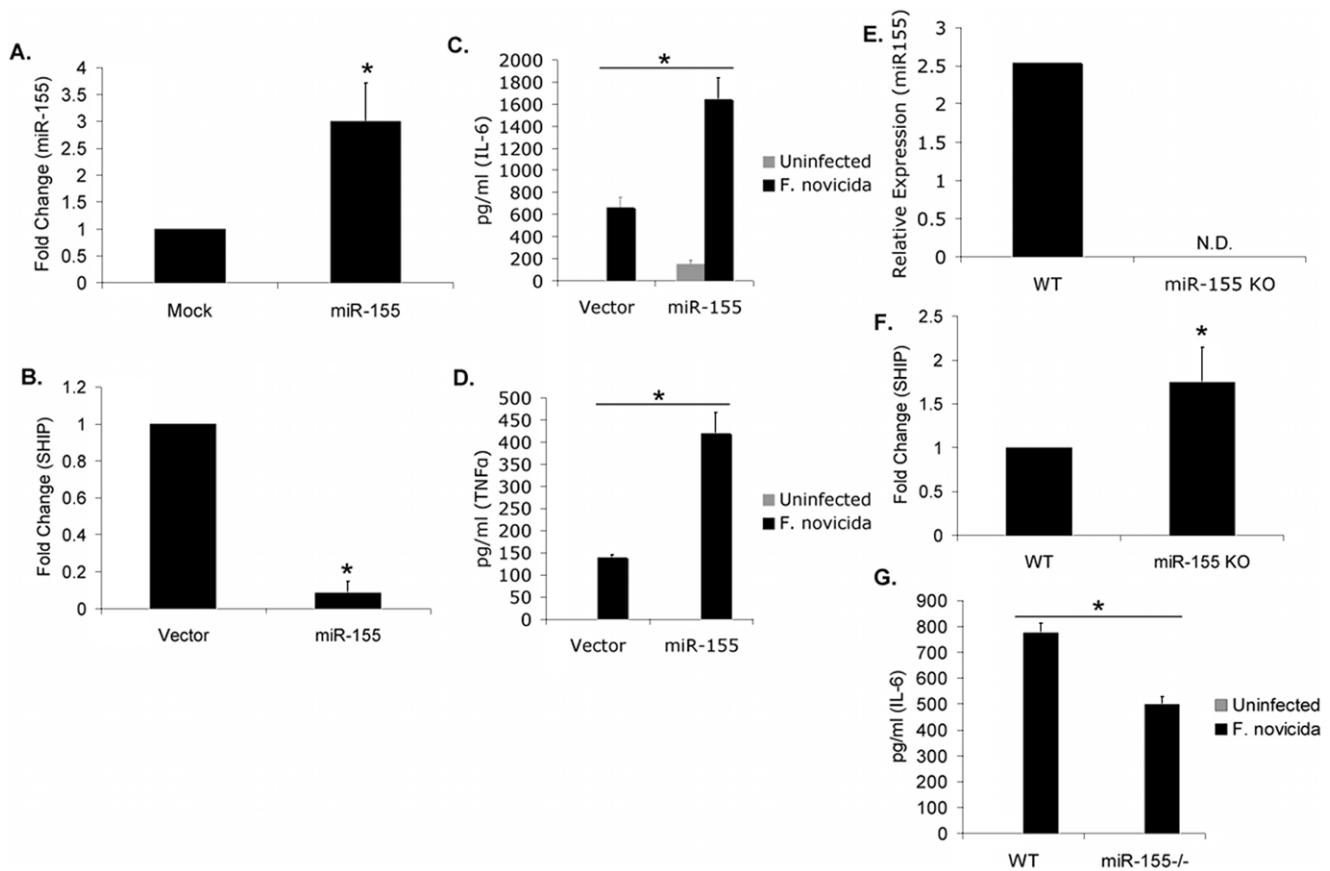 A.
Fold Change (miR-155)
4
3.5
3
2.5
2
1.5
1
0.5
0
*
Mock
miR-155
B.
Fold Change (SHIP)
1.2
1
0.8
0.6
0.4
0.2
0
*
Vector
miR-155
C.
pg/ml (IL-6)
2000
1800
1600
1400
1200
1000
800
600
400
200
0
*
Vector
miR-155
Uninfected
F. novicida
D.
pg/ml (TNFα)
500
450
400
350
300
250
200
150
100
50
0
*
Vector
miR-155
Uninfected
F. novicida
E.
Relative Expression (miR155)
3
2.5
2
1.5
1
0.5
0
N.D.
WT
miR-155 KO
F.
Fold Change (SHIP)
2.5
2
1.5
1
0.5
0
*
WT
miR-155 KO
G.
pg/ml (IL-6)
900
800
700
600
500
400
300
200
100
0
*
WT
miR-155-/-
Uninfected
F. novicida